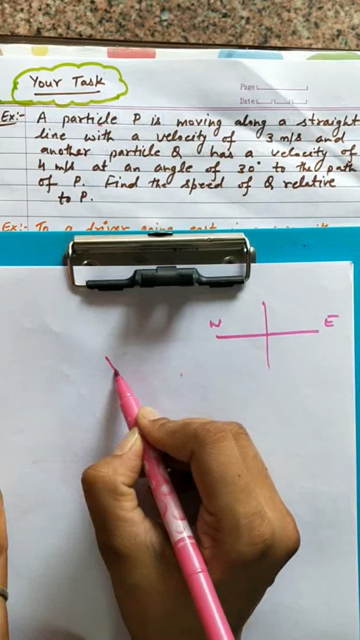 Your Task
Page:
Date:
Ex:- A particle P is moving along a straight
line with a velocity of 3 m/s and
another particle Q has a velocity of
4 m/s at an angle of 30° to the path
of P. Find the speed of Q relative
to P.
Ex:- To a driver going east in
N E